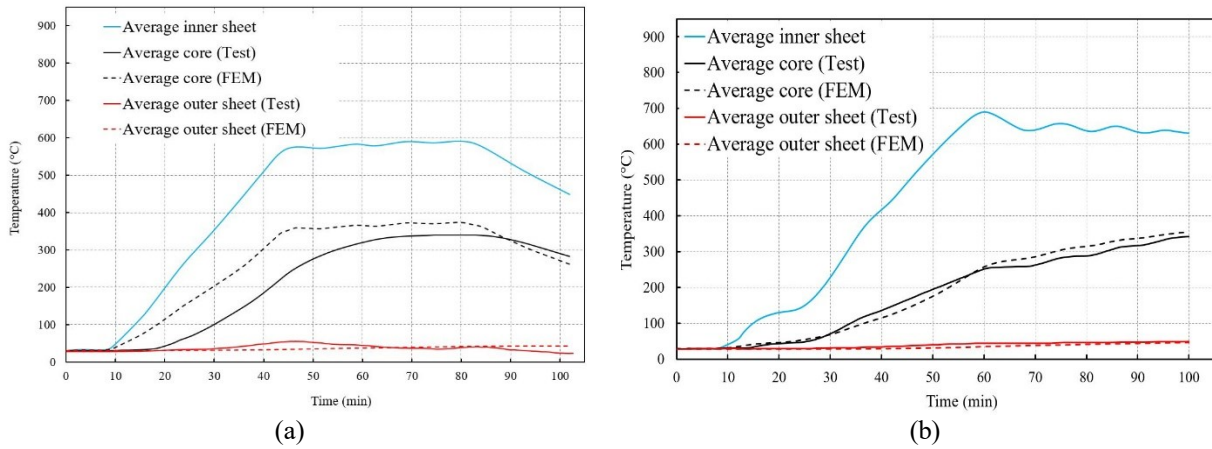 900
800
700
600
500
400
300
200
100
0
Temperature (°C)
Average inner sheet
Average core (Test)
Average core (FEM)
Average outer sheet (Test)
Average outer sheet (FEM)
0 10 20 30 40 50 60 70 80 90 100
Time (min)
(a)
900
800
700
600
500
400
300
200
100
0
Temperature (°C)
Average inner sheet
Average core (Test)
Average core (FEM)
Average outer sheet (Test)
Average outer sheet (FEM)
0 10 20 30 40 50 60 70 80 90 100
Time (min)
(b)